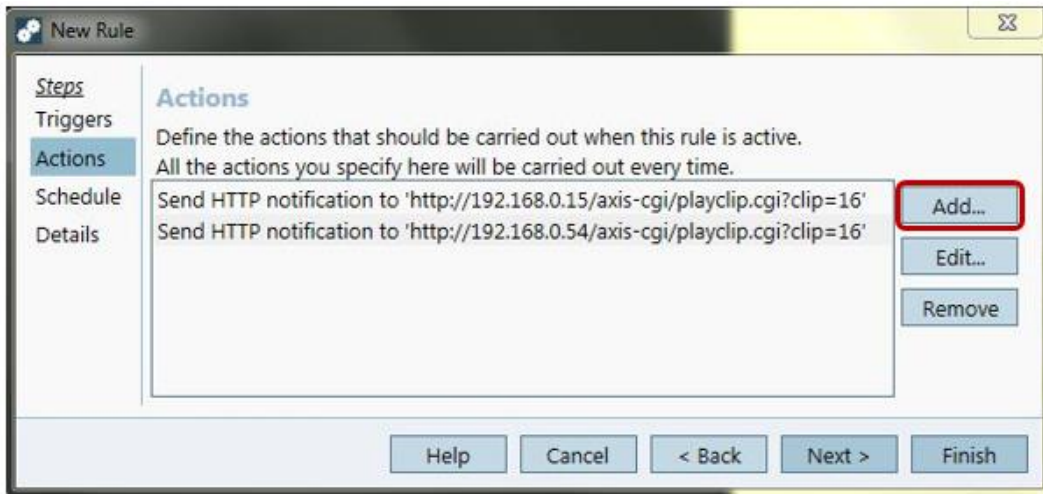 New Rule
Steps
Triggers
Actions
Schedule
Details
Actions
Define the actions that should be carried out when this rule is active.
All the actions you specify here will be carried out every time.
Send HTTP notification to 'http://192.168.0.15/axis-cgi/playclip.cgi?clip=16'
Send HTTP notification to 'http://192.168.0.54/axis-cgi/playclip.cgi?clip=16'
Add...
Edit...
Remove
Help
Cancel
< Back
Next >
Finish